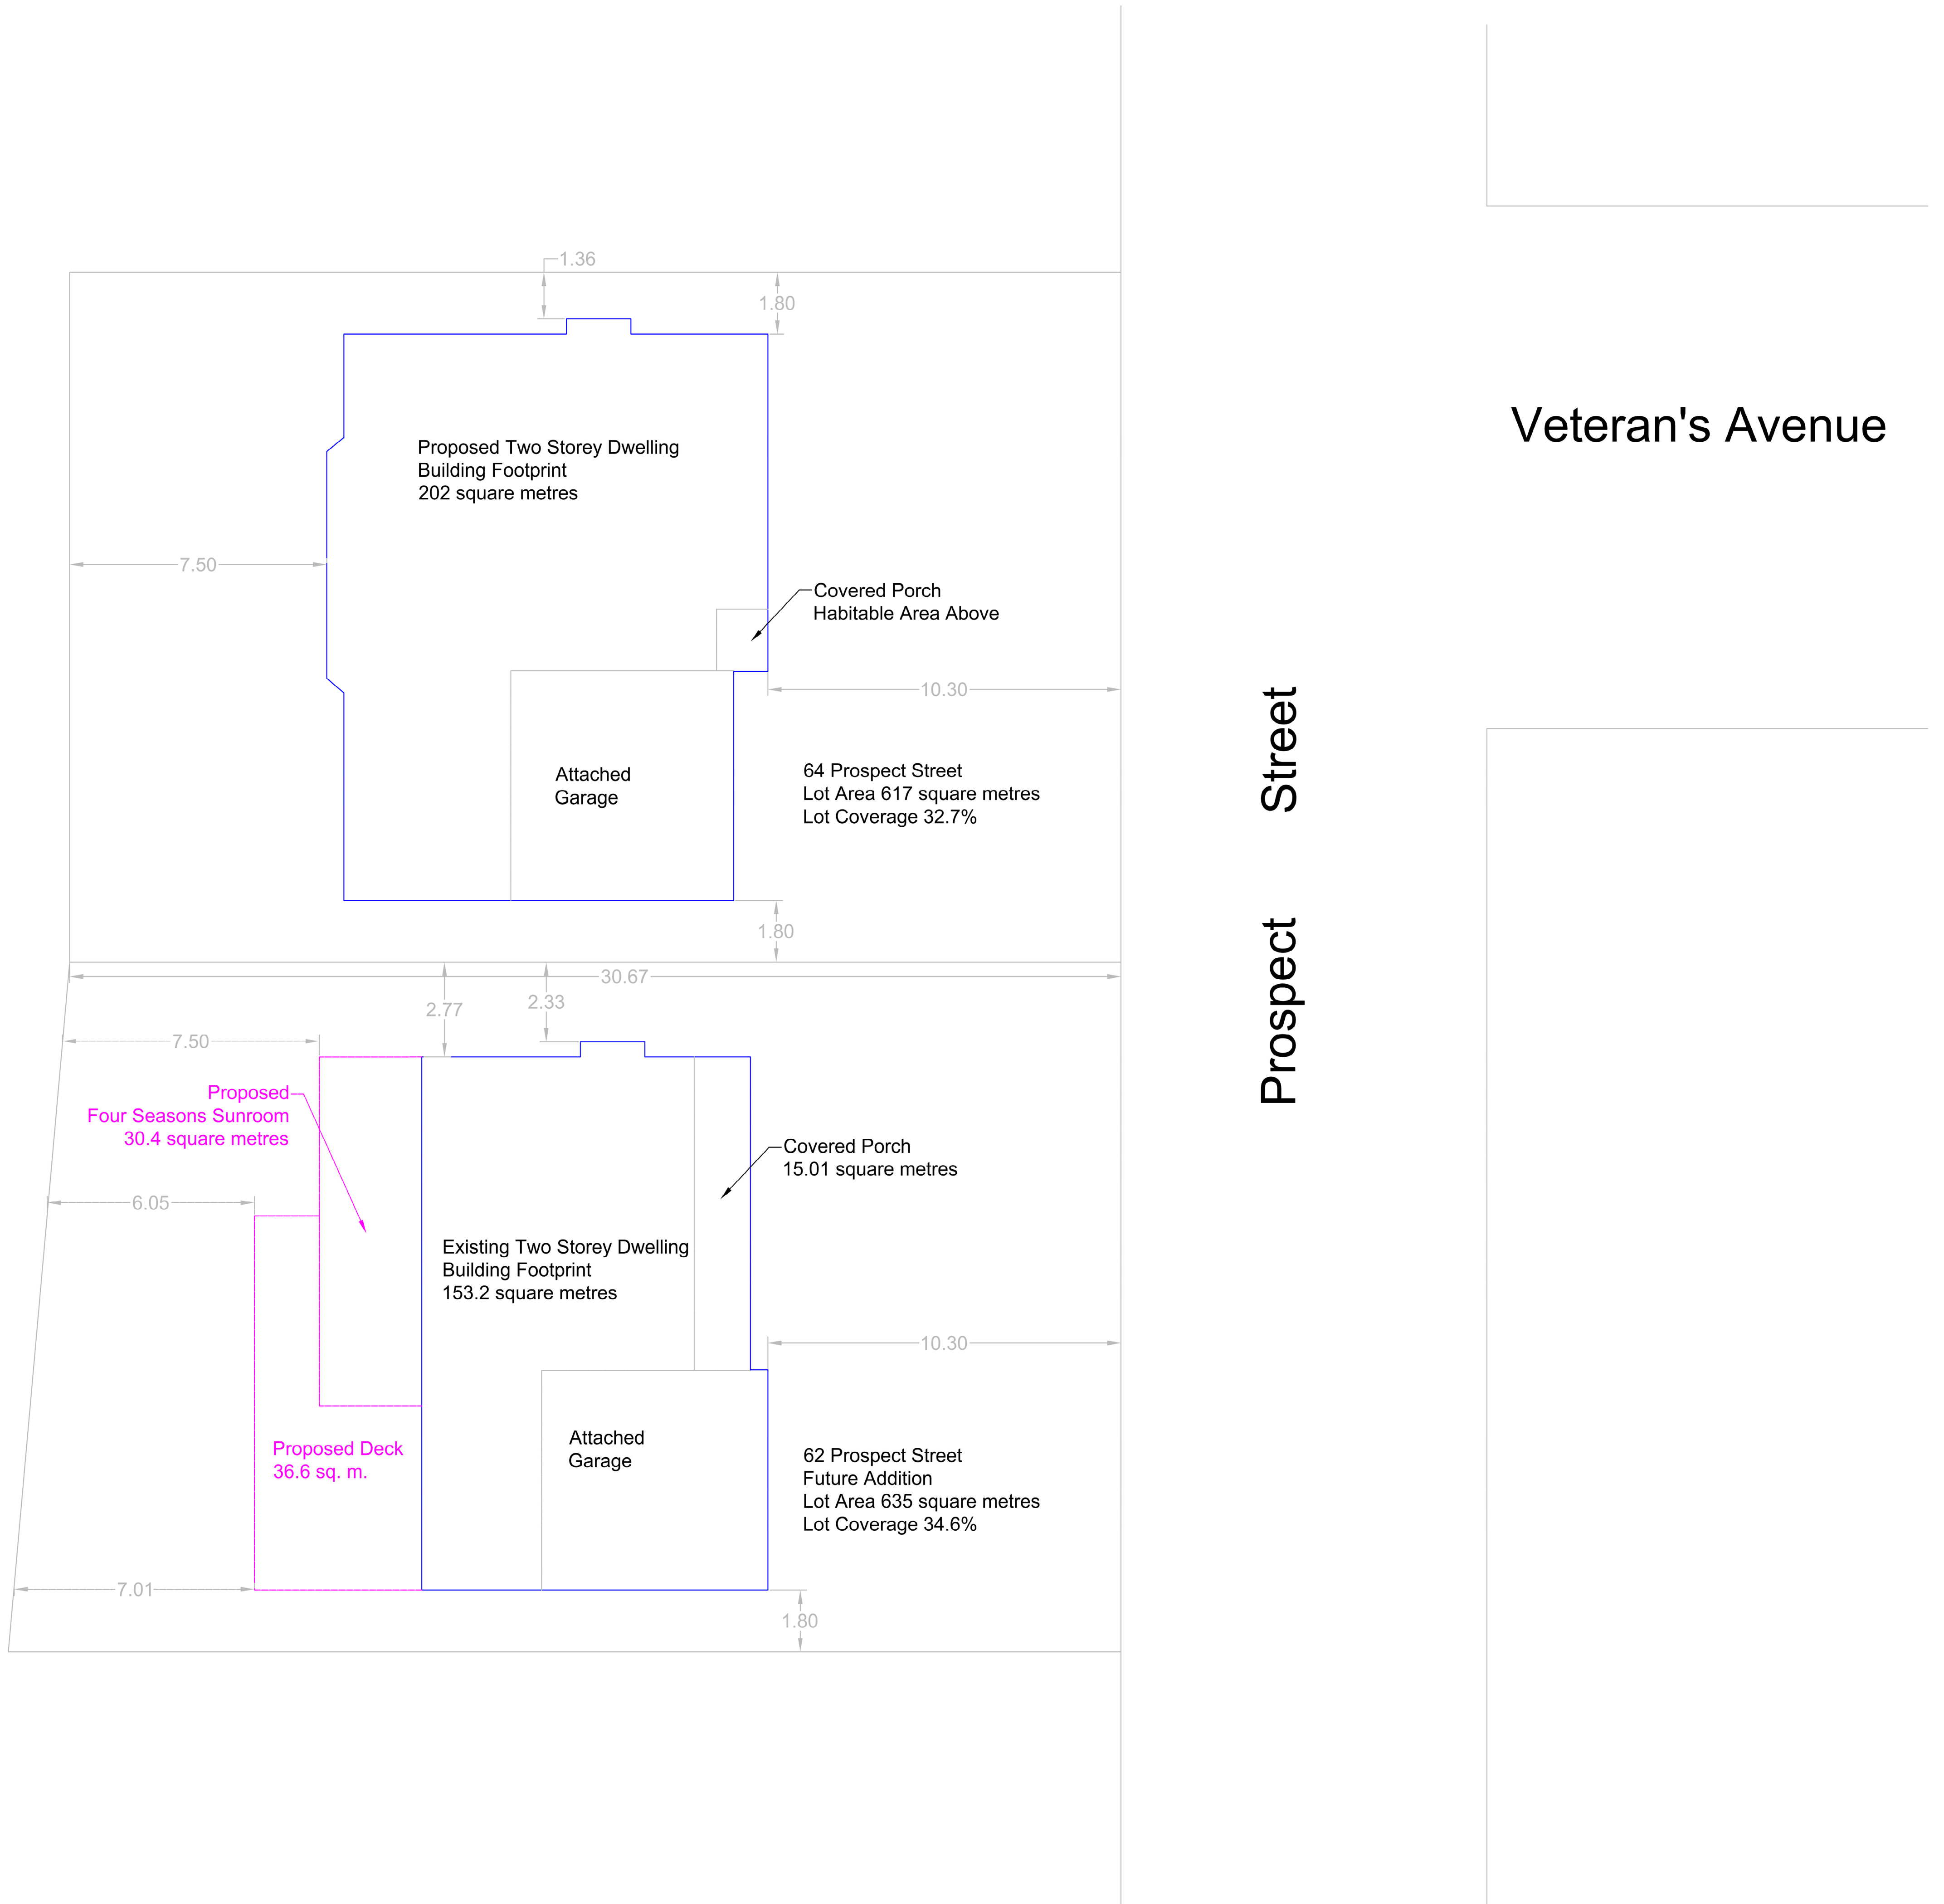 1.36
1.80
Veteran's Avenue
Proposed Two Storey Dwelling
Building Footprint
202 square metres
7.50
Covered Porch
Habitable Area Above
10.30
Attached
Garage
64 Prospect Street
Lot Area 617 square metres
Lot Coverage 32.7%
1.80
Prospect Street
30.67
2.77
2.33
7.50
Proposed
Four Seasons Sunroom
30.4 square metres
Covered Porch
15.01 square metres
6.05
Existing Two Storey Dwelling
Building Footprint
153.2 square metres
10.30
Proposed Deck
36.6 sq. m.
Attached
Garage
62 Prospect Street
Future Addition
Lot Area 635 square metres
Lot Coverage 34.6%
7.01
1.80